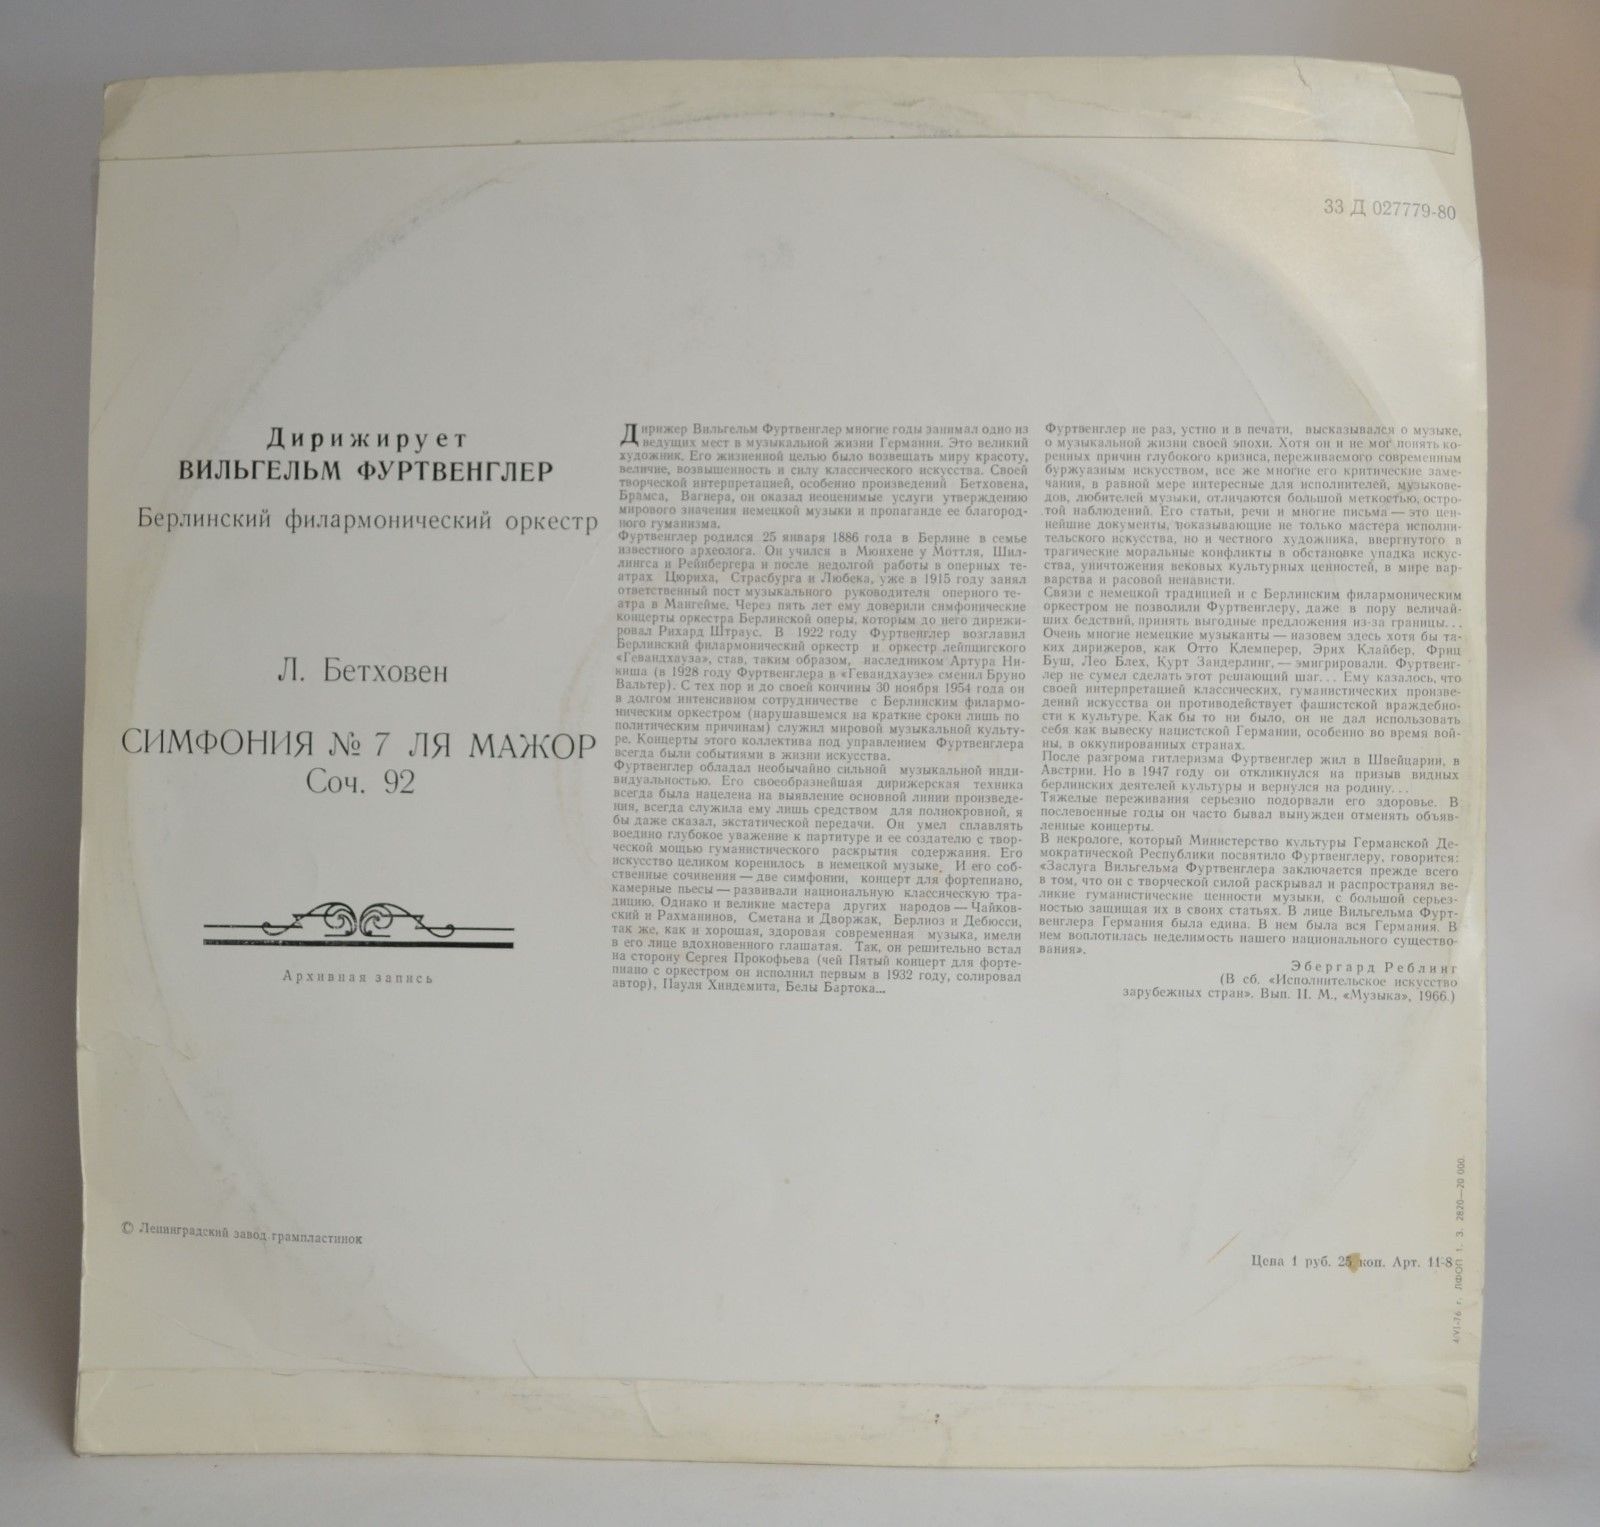 33 Д 027779-80
Дирижирует
ВИЛЬГЕЛЬМ ФУРТВЕНГЛЕР
Берлинский филармонический оркестр
Л. Бетховен
СИМФОНИЯ № 7 ЛЯ МАЖОР
Соч. 92
Архивная запись
Дирижер Вильгельм Фуртвенглер многие годы занимал одно из
ведущих мест в музыкальной жизни Германии. Это великий
художник. Его жизненной целью было возвещать миру красоту,
величие, возвышенность и силу классического искусства. Своей
творческой интерпретацией, особенно произведений Бетховена,
Брамса, Вагнера, он оказал неоценимые услуги утверждению
мирового значения немецкой музыки и пропаганде ее благород-
ного гуманизма.
Фуртвенглер родился 25 января 1886 года в Берлине в семье
известного археолога. Он учился в Мюнхене у Моттля, Шил-
лингса и Рейнбергера и после недолгой работы в оперных те-
атрах Цюриха, Страсбурга и Любека, уже в 1915 году занял
ответственный пост музыкального руководителя оперного те-
атра в Мангейме. Через пять лет ему доверили симфонические
концерты оркестра Берлинской оперы, которым до него дирижи-
ровал Рихард Штраус. В 1922 году Фуртвенглер возглавил
Берлинский филармонический оркестр и оркестр лейпцигского
«Гевандхауза», став, таким образом, наследником Артура Ни-
киша (в 1928 году Фуртвенглера в «Гевандхаузе» сменил Бруно
Вальтер). С тех пор и до своей кончины 30 ноября 1954 года он
в долгом интенсивном сотрудничестве с Берлинским филармо-
ническим оркестром (нарушавшемся на краткие сроки лишь по
политическим причинам) служил мировой музыкальной культу-
ре. Концерты этого коллектива под управлением Фуртвенглера
всегда были событиями в жизни искусства.
Фуртвенглер обладал необычайно сильной музыкальной инди-
видуальностью. Его своеобразнейшая дирижерская техника
всегда была нацелена на выявление основной линии произведе-
ния, всегда служила ему лишь средством для полнокровной, я
бы даже сказал, экстатической передачи. Он умел сплавлять
воедино глубокое уважение к партитуре и ее создателю с твор-
ческой мощью гуманистического раскрытия содержания. Его
искусство целиком коренилось в немецкой музыке. И его соб-
ственные сочинения — две симфонии, концерт для фортепиано,
камерные пьесы — развивали национальную классическую тра-
дицию. Однако и великие мастера других народов — Чайков-
ский и Рахманинов, Сметана и Дворжак, Берлиоз и Дебюсси,
так же, как и хорошая, здоровая современная музыка, имели
в его лице вдохновенного глашатая. Так, он решительно встал
на сторону Сергея Прокофьева (чей Пятый концерт для форте-
пиано с оркестром он исполнил первым в 1932 году, солировал
автор), Пауля Хиндемита, Белы Бартока...
Фуртвенглер не раз, устно и в печати, высказывался о музыке,
о музыкальной жизни своей эпохи. Хотя он и не мог понять ко-
ренных причин глубокого кризиса, переживаемого современным
буржуазным искусством, все же многие его критические заме-
чания, в равной мере интересные для исполнителей, музыкове-
дов, любителей музыки, отличаются большой меткостью, остро-
той наблюдений. Его статьи, речи и многие письма — это цен-
нейшие документы, показывающие не только мастера исполни-
тельского искусства, но и честного художника, ввергнутого в
трагические моральные конфликты в обстановке упадка искус-
ства, уничтожения вековых культурных ценностей, в мире вар-
варства и расовой ненависти.
Связи с немецкой традицией и с Берлинским филармоническим
оркестром не позволили Фуртвенглеру, даже в пору величай-
ших бедствий, принять выгодные предложения из-за границы...
Очень многие немецкие музыканты — назовем здесь хотя бы та-
ких дирижеров, как Отто Клемперер, Эрих Клайбер, Фриц
Буш, Лео Блех, Курт Зандерлинг, — эмигрировали. Фуртвенг-
лер не сумел сделать этот решающий шаг... Ему казалось, что
своей интерпретацией классических, гуманистических произве-
дений искусства он противодействует фашистской враждебно-
сти к культуре. Как бы то ни было, он не дал использовать
себя как вывеску нацистской Германии, особенно во время вой-
ны, в оккупированных странах.
После разгрома гитлеризма Фуртвенглер жил в Швейцарии, в
Австрии. Но в 1947 году он откликнулся на призыв видных
берлинских деятелей культуры и вернулся на родину...
Тяжелые переживания серьезно подорвали его здоровье. В
послевоенные годы он часто бывал вынужден отменять объяв-
ленные концерты.
В некрологе, который Министерство культуры Германской Де-
мократической Республики посвятило Фуртвенглеру, говорится:
«Заслуга Вильгельма Фуртвенглера заключается прежде всего
в том, что он с творческой силой раскрывал и распространял ве-
ликие гуманистические ценности музыки, с большой серьез-
ностью защищая их в своих статьях. В лице Вильгельма Фурт-
венглера Германия была едина. В нем была вся Германия. В
нем воплотилась неделимость нашего национального существо-
вания».
Эбергард Реблинг
(В сб. «Исполнительское искусство
зарубежных стран». Вып. II. М., «Музыка», 1966.)
© Ленинградский завод грампластинок
Цена 1 руб. 25 коп. Арт. 11-8
4/VI-76 г. ЛФОП 1. З. 2820—20 000.